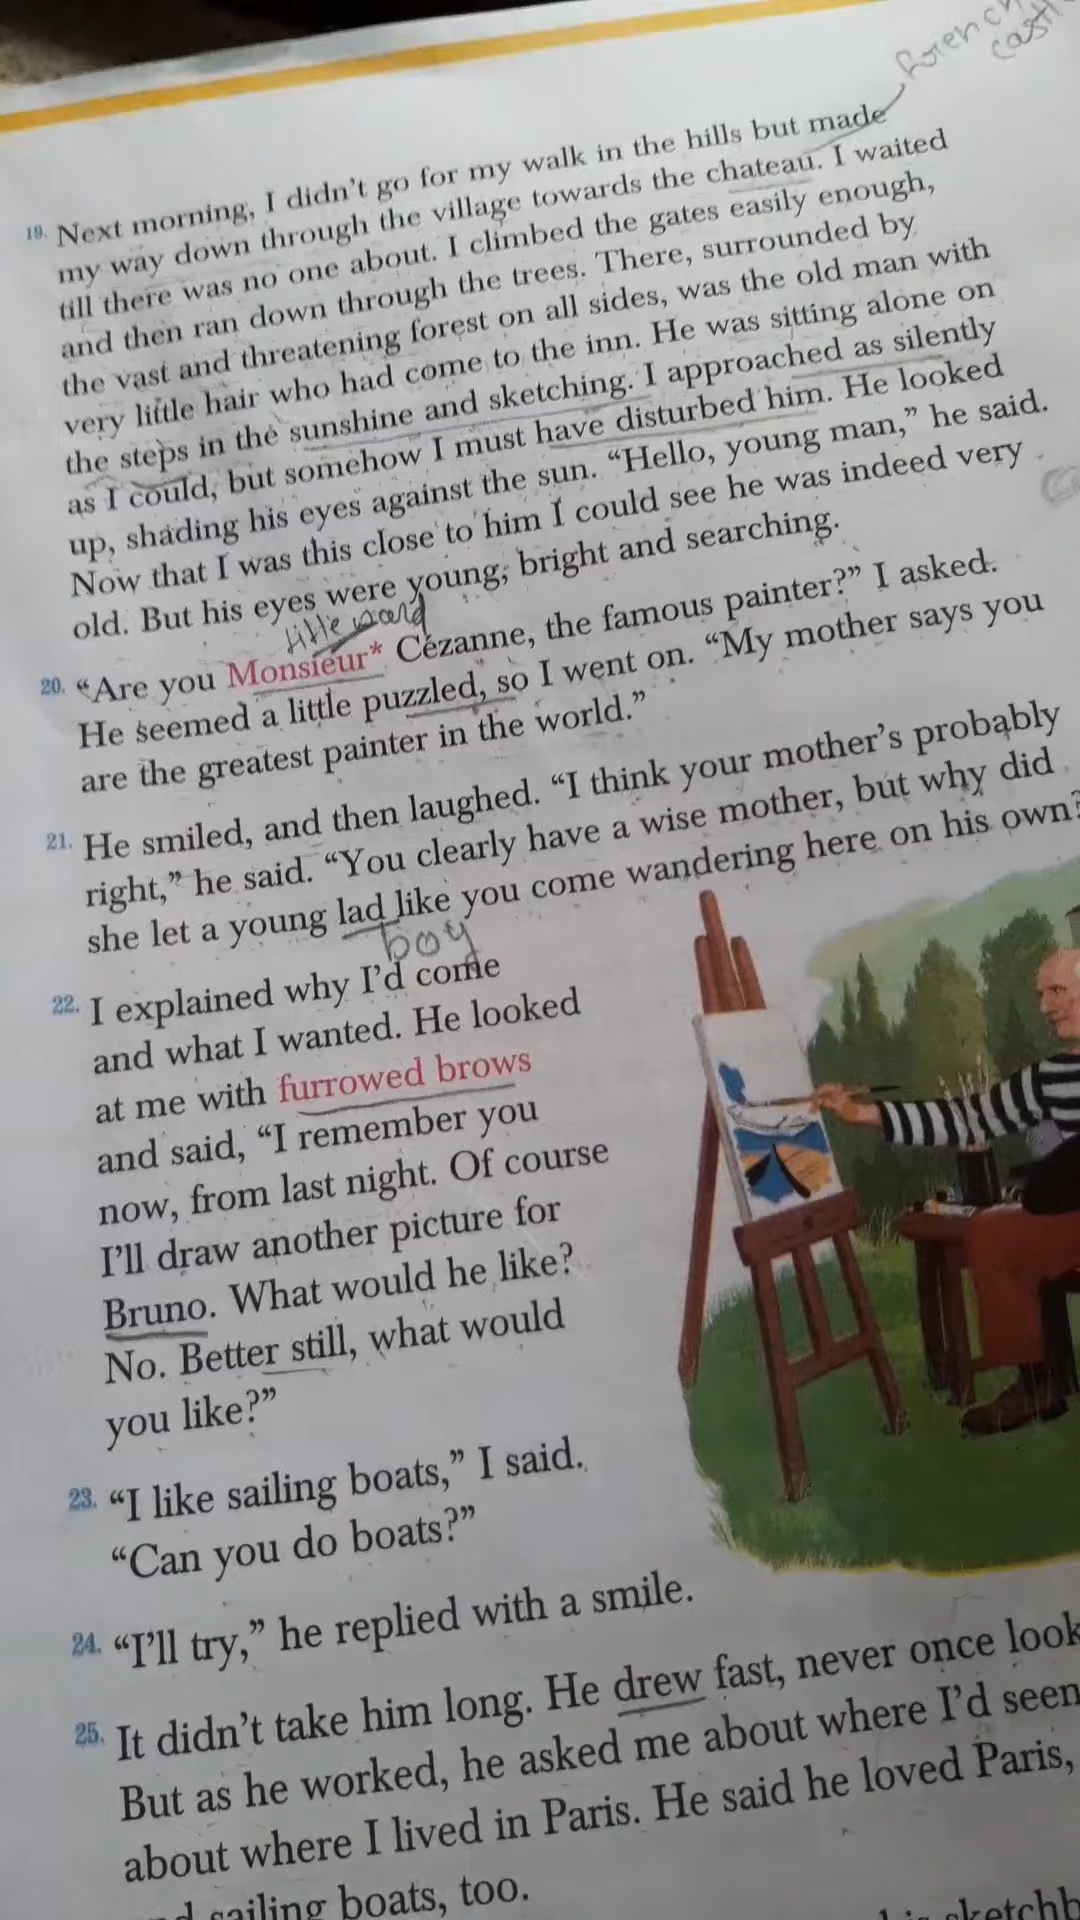 French
19. Next morning, I didn't go for my walk in the hills but made
my way down through the village towards the chateau. I waited
till there was no one about. I climbed the gates easily enough,
and then ran down through the trees. There, surrounded by
the vast and threatening forest on all sides, was the old man with
very little hair who had come to the inn. He was sitting alone on
the steps in the sunshine and sketching. I approached as silently
as I could, but somehow I must have disturbed him. He looked
up, shading his eyes against the sun. “Hello, young man,” he said.
Now that I was this close to him I could see he was indeed very
old. But his eyes were young; bright and searching.
20. “Are you Monsieur* Cézanne, the famous painter?” I asked.
He seemed a little puzzled, so I went on. “My mother says you
are the greatest painter in the world.”
21. He smiled, and then laughed. “I think your mother's probably
right,” he said. “You clearly have a wise mother, but why did
she let a young lad like you come wandering here on his own?
boy
22. I explained why I'd come
and what I wanted. He looked
at me with furrowed brows
and said, “I remember you
now, from last night. Of course
I'll draw another picture for
Bruno. What would he like?
No. Better still, what would
you like?”
23. “I like sailing boats,” I said.
“Can you do boats?”
24. “I'll try,” he replied with a smile.
25. It didn't take him long. He drew fast, never once look
But as he worked, he asked me about where I'd seen
about where I lived in Paris. He said he loved Paris,
sailing boats, too.
sketchb